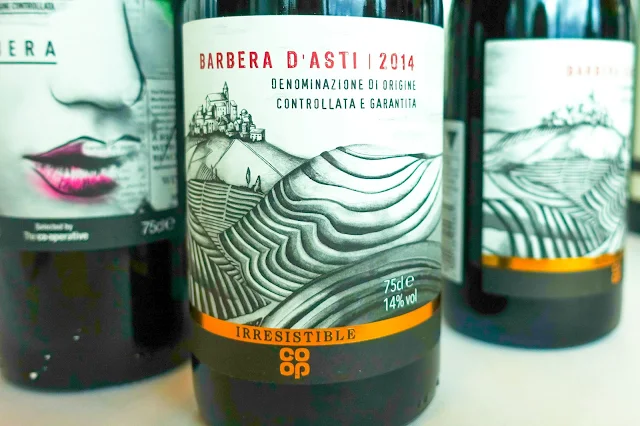 BARBERA D'ASTI | 2014
DENOMINAZIONE DI ORIGINE
CONTROLLATA E GARANTITA
75cl e
14% vol
IRRESISTIBLE
CO
OP
ERA
Selected by
The co-operative
75cl e